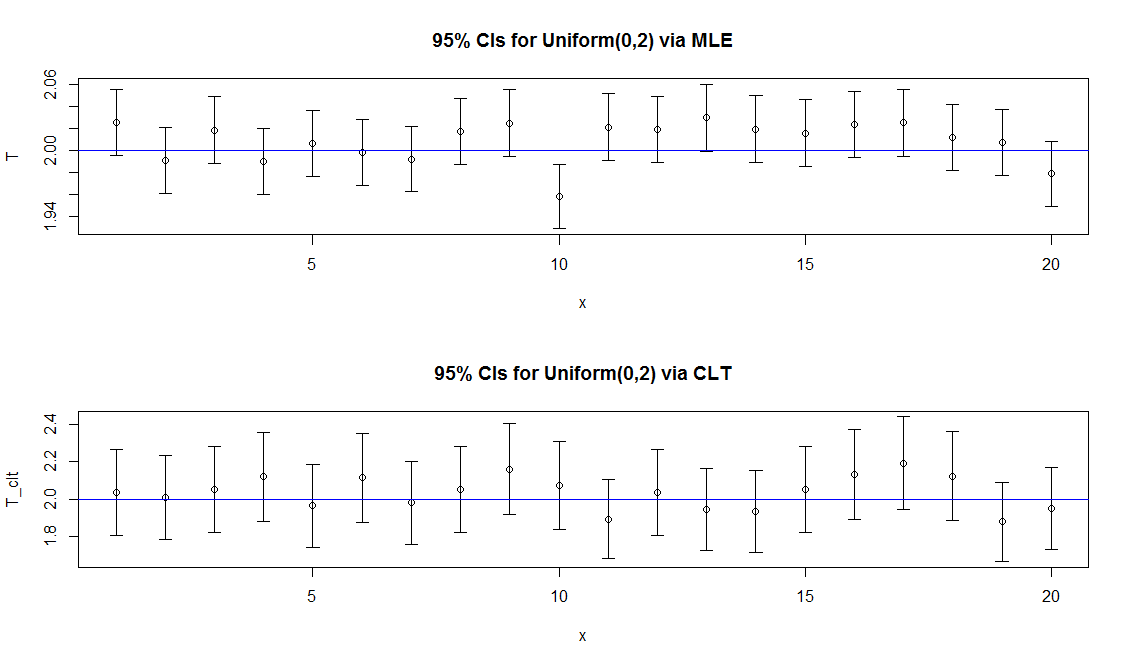 95% CIs for Uniform(0,2) via MLE
2.06
2.00
1.94
T
5 10 15 20
x
95% CIs for Uniform(0,2) via CLT
2.4
2.2
2.0
1.8
T_clt
5 10 15 20
x